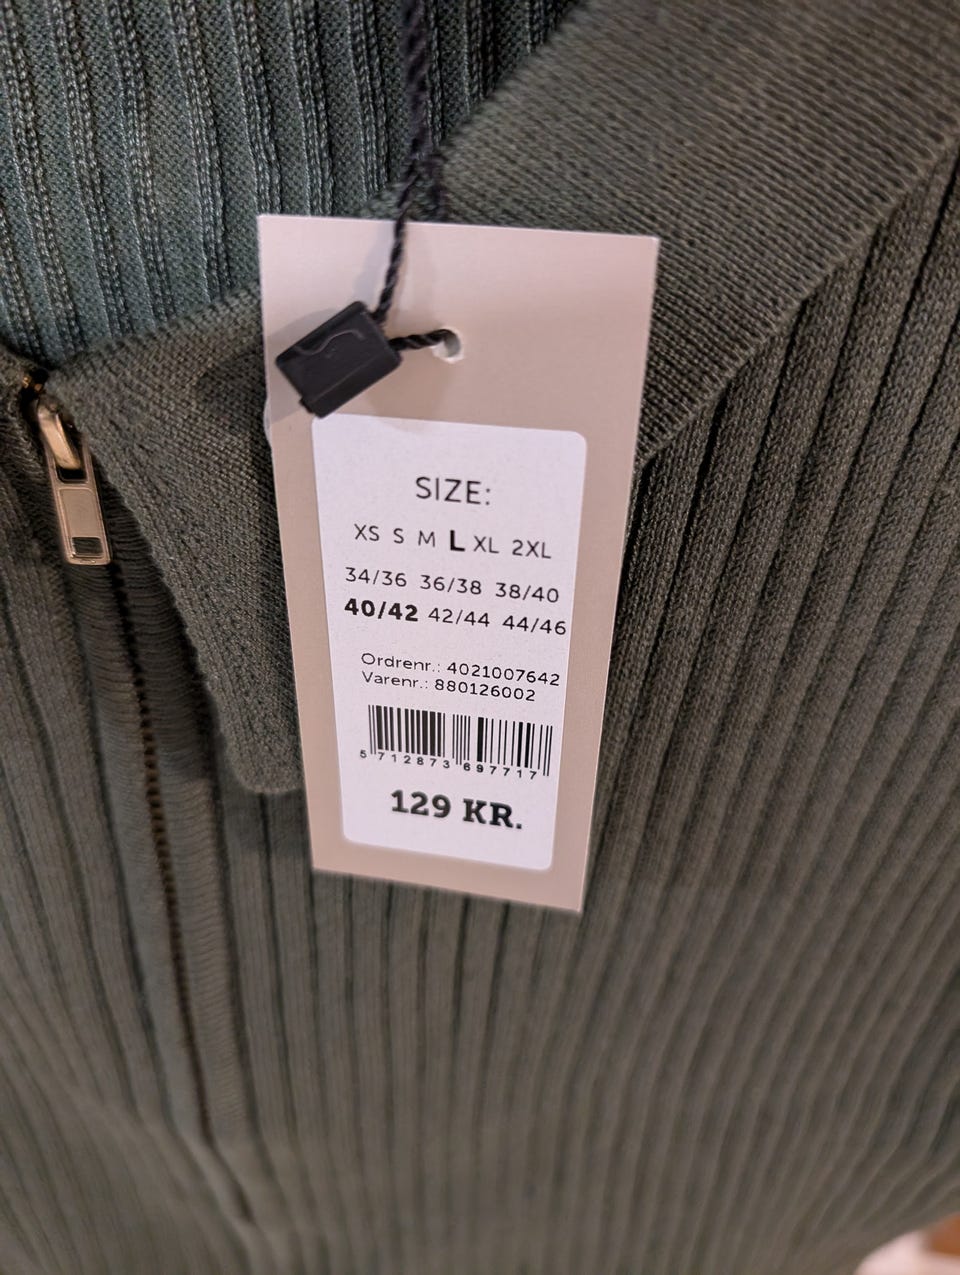 SIZE:
XS S M L XL 2XL
34/36 36/38 38/40
40/42 42/44 44/46
Ordrenr.: 4021007642
Varenr.: 880126002
5 712873 697717
129 KR.